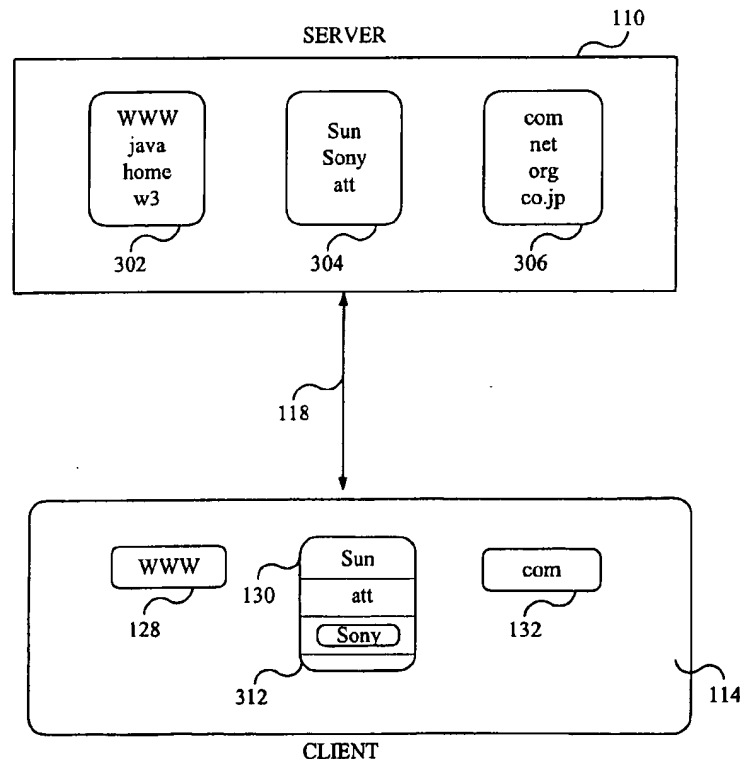 SERVER
110
WWW
java
home
w3
302
Sun
Sony
att
304
com
net
org
co.jp
306
118
WWW
128
130
Sun
att
Sony
312
com
132
114
CLIENT